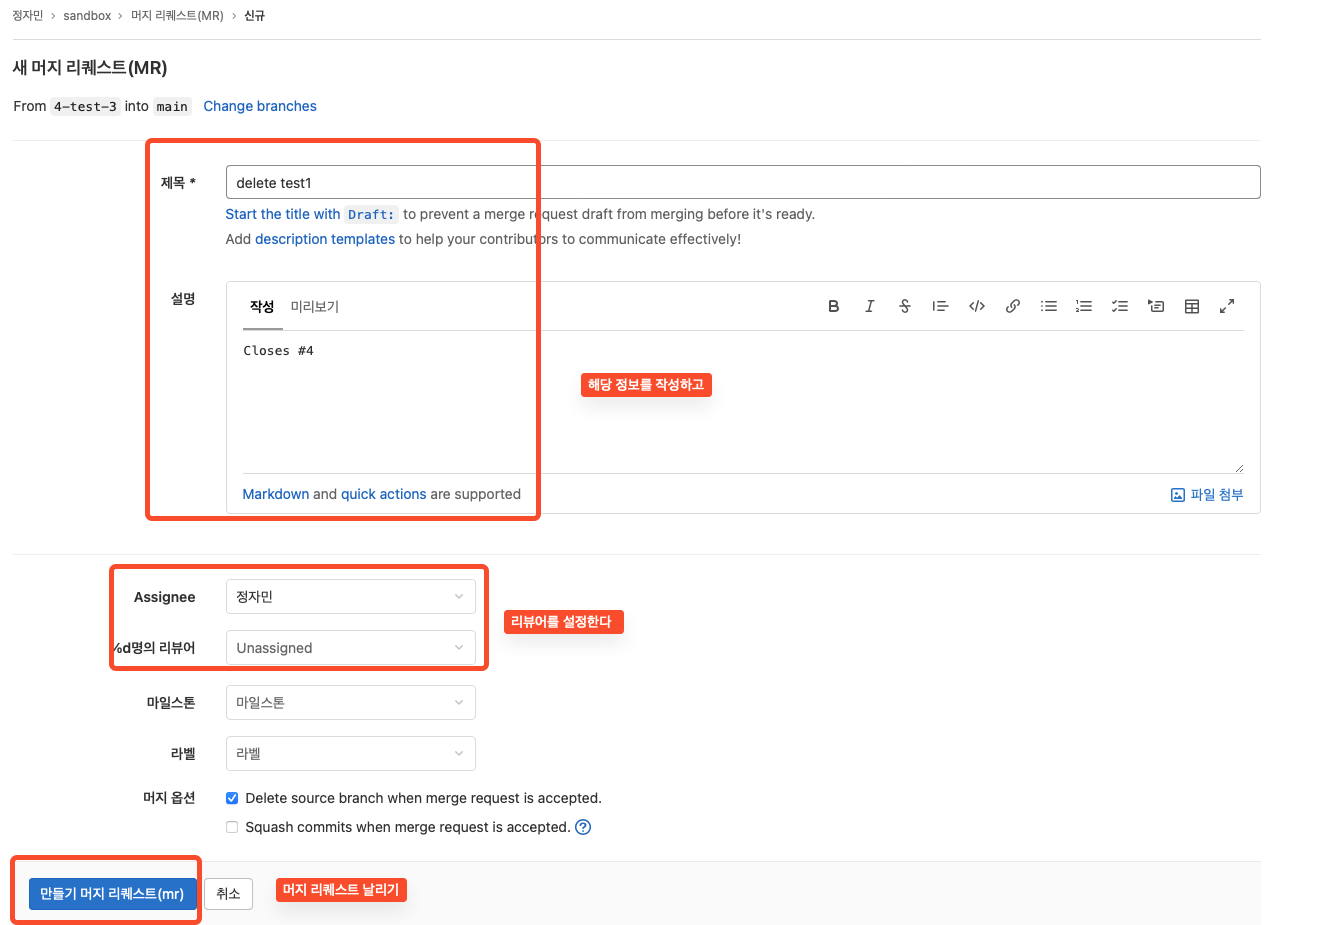 정자민 › sandbox › 머지 리퀘스트(MR) › 신규
새 머지 리퀘스트(MR)
From 4-test-3 into main Change branches
제목 *
delete test1
Start the title with Draft: to prevent a merge request draft from merging before it's ready.
Add description templates to help your contributors to communicate effectively!
설명
작성 미리보기
Closes #4
해당 정보를 작성하고
Markdown and quick actions are supported
파일 첨부
Assignee
정자민
리뷰어를 설정한다
%d명의 리뷰어
Unassigned
마일스톤
마일스톤
라벨
라벨
머지 옵션
Delete source branch when merge request is accepted.
Squash commits when merge request is accepted.
만들기 머지 리퀘스트(mr)
취소
머지 리퀘스트 날리기